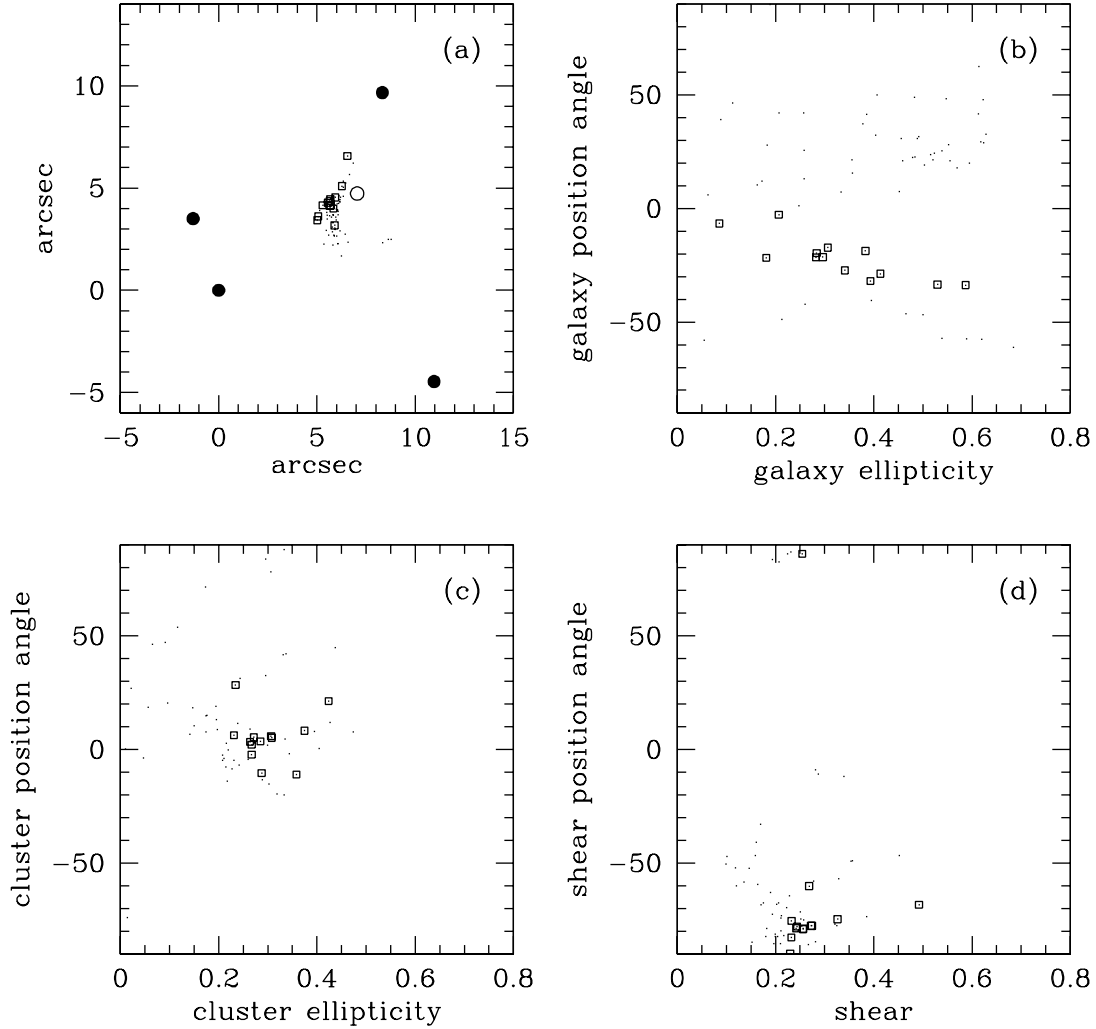 (a)
10
5
0
−5
arcsec
−5 0 5 10 15
arcsec
(b)
50
0
−50
galaxy position angle
0 0.2 0.4 0.6 0.8
galaxy ellipticity
(c)
50
0
−50
cluster position angle
0 0.2 0.4 0.6 0.8
cluster ellipticity
(d)
50
0
−50
shear position angle
0 0.2 0.4 0.6 0.8
shear